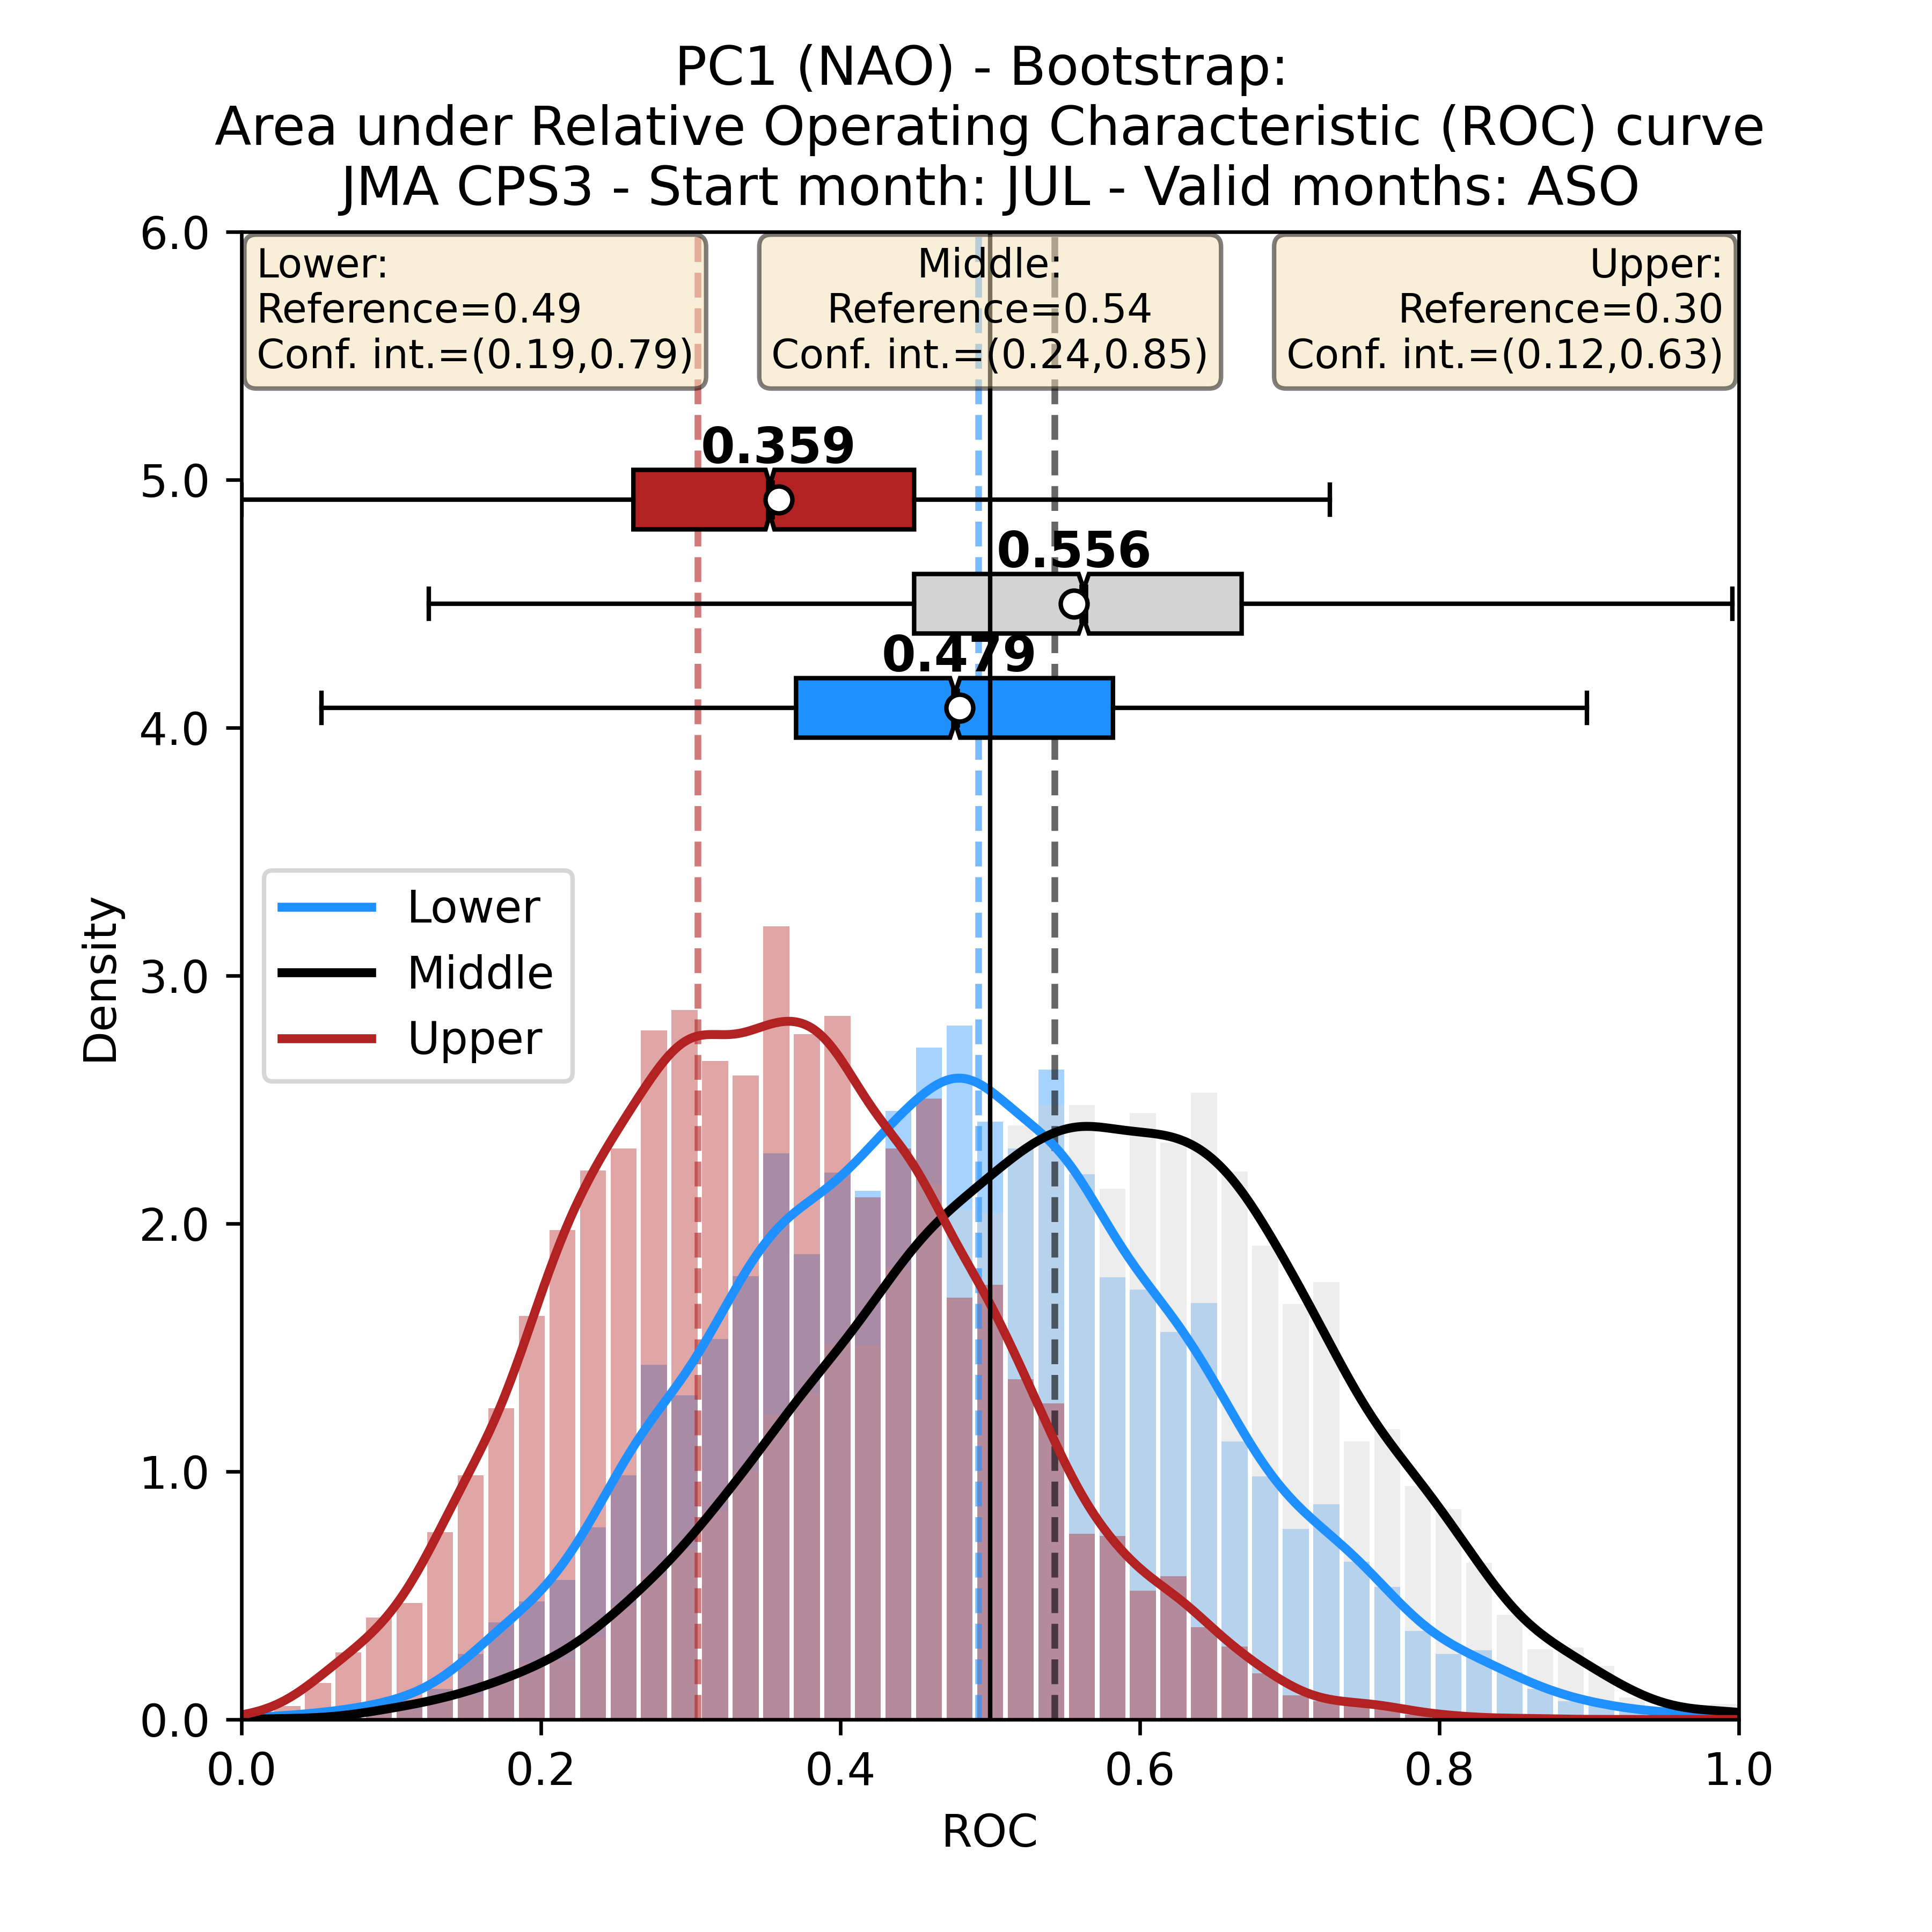 PC1 (NAO) - Bootstrap:
Area under Relative Operating Characteristic (ROC) curve
JMA CPS3 - Start month: JUL - Valid months: ASO
Lower:
Reference=0.49
Conf. int.=(0.19,0.79)
Middle:
Reference=0.54
Conf. int.=(0.24,0.85)
Upper:
Reference=0.30
Conf. int.=(0.12,0.63)
0.359
0.556
0.479
Lower
Middle
Upper
Density
6.0
5.0
4.0
3.0
2.0
1.0
0.0
0.0 0.2 0.4 0.6 0.8 1.0
ROC